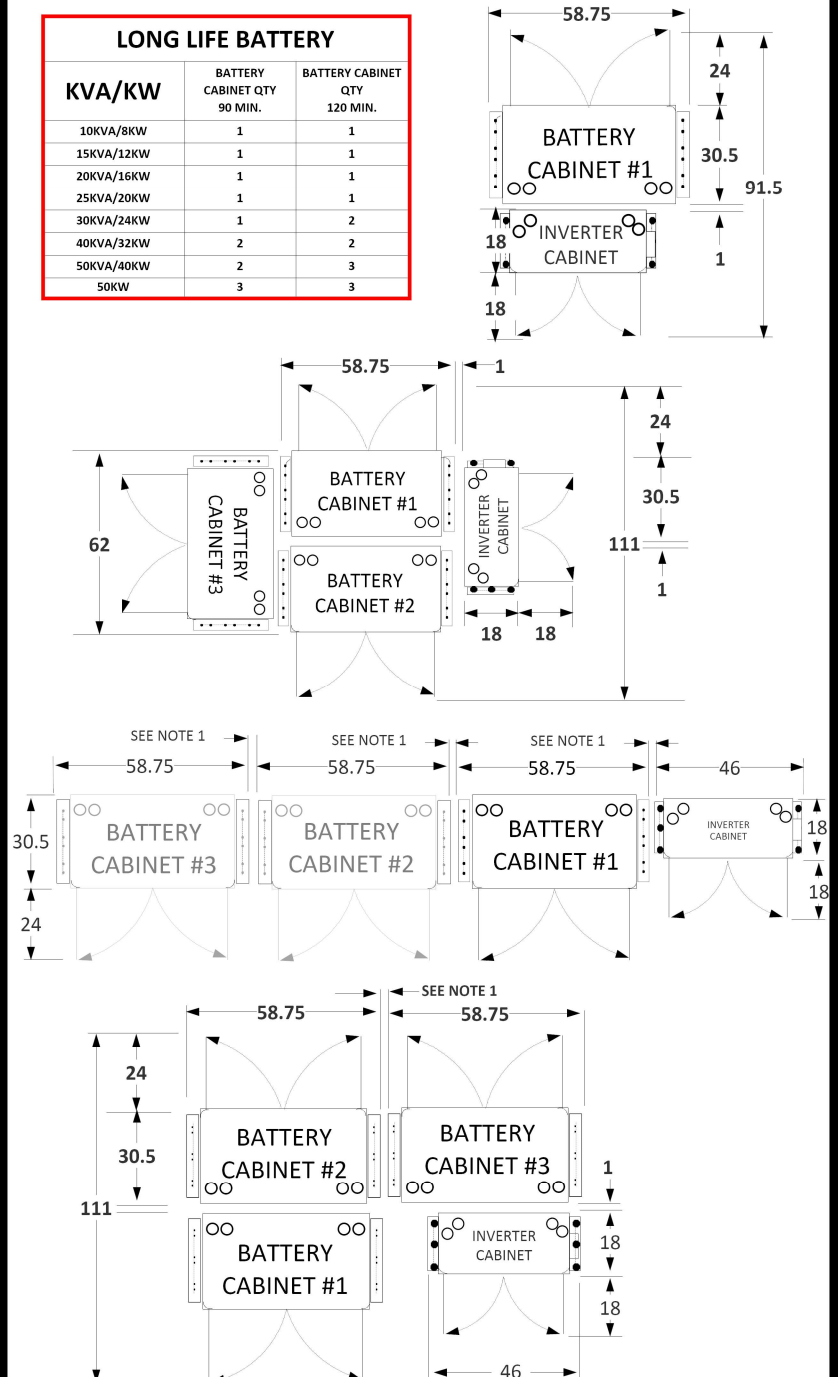 LONG LIFE BATTERY
KVA/KW
BATTERY
CABINET QTY
90 MIN.
BATTERY CABINET
QTY
120 MIN.
10KVA/8KW 1 1
15KVA/12KW 1 1
20KVA/16KW 1 1
25KVA/20KW 1 1
30KVA/24KW 1 2
40KVA/32KW 2 2
50KVA/40KW 2 3
50KW 3 3
58.75
24
BATTERY
CABINET #1
30.5
91.5
18
INVERTER
CABINET
1
18
58.75
1
24
BATTERY
CABINET #1
30.5
BATTERY
CABINET #3
INVERTER
CABINET
62
111
BATTERY
CABINET #2
1
18 18
SEE NOTE 1
SEE NOTE 1
SEE NOTE 1
58.75
58.75
58.75
46
30.5
BATTERY
CABINET #3
BATTERY
CABINET #2
BATTERY
CABINET #1
INVERTER
CABINET
18
24
18
SEE NOTE 1
58.75
58.75
24
30.5
BATTERY
CABINET #2
BATTERY
CABINET #3
1
111
BATTERY
CABINET #1
INVERTER
CABINET
18
18
46